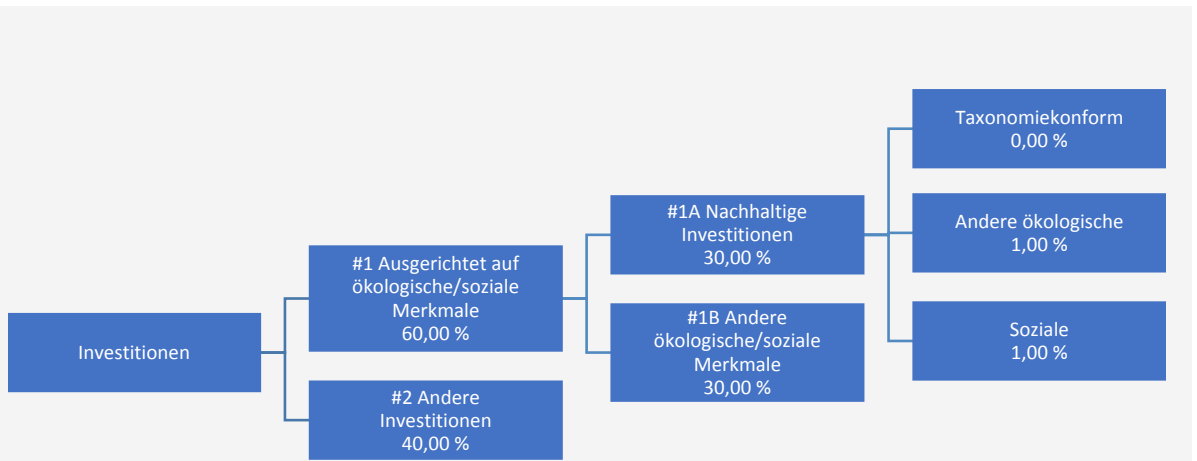 Investitionen
#1 Ausgerichtet auf
ökologische/soziale
Merkmale
60,00 %
#2 Andere
Investitionen
40,00 %
#1A Nachhaltige
Investitionen
30,00 %
#1B Andere
ökologische/soziale
Merkmale
30,00 %
Taxonomiekonform
0,00 %
Andere ökologische
1,00 %
Soziale
1,00 %